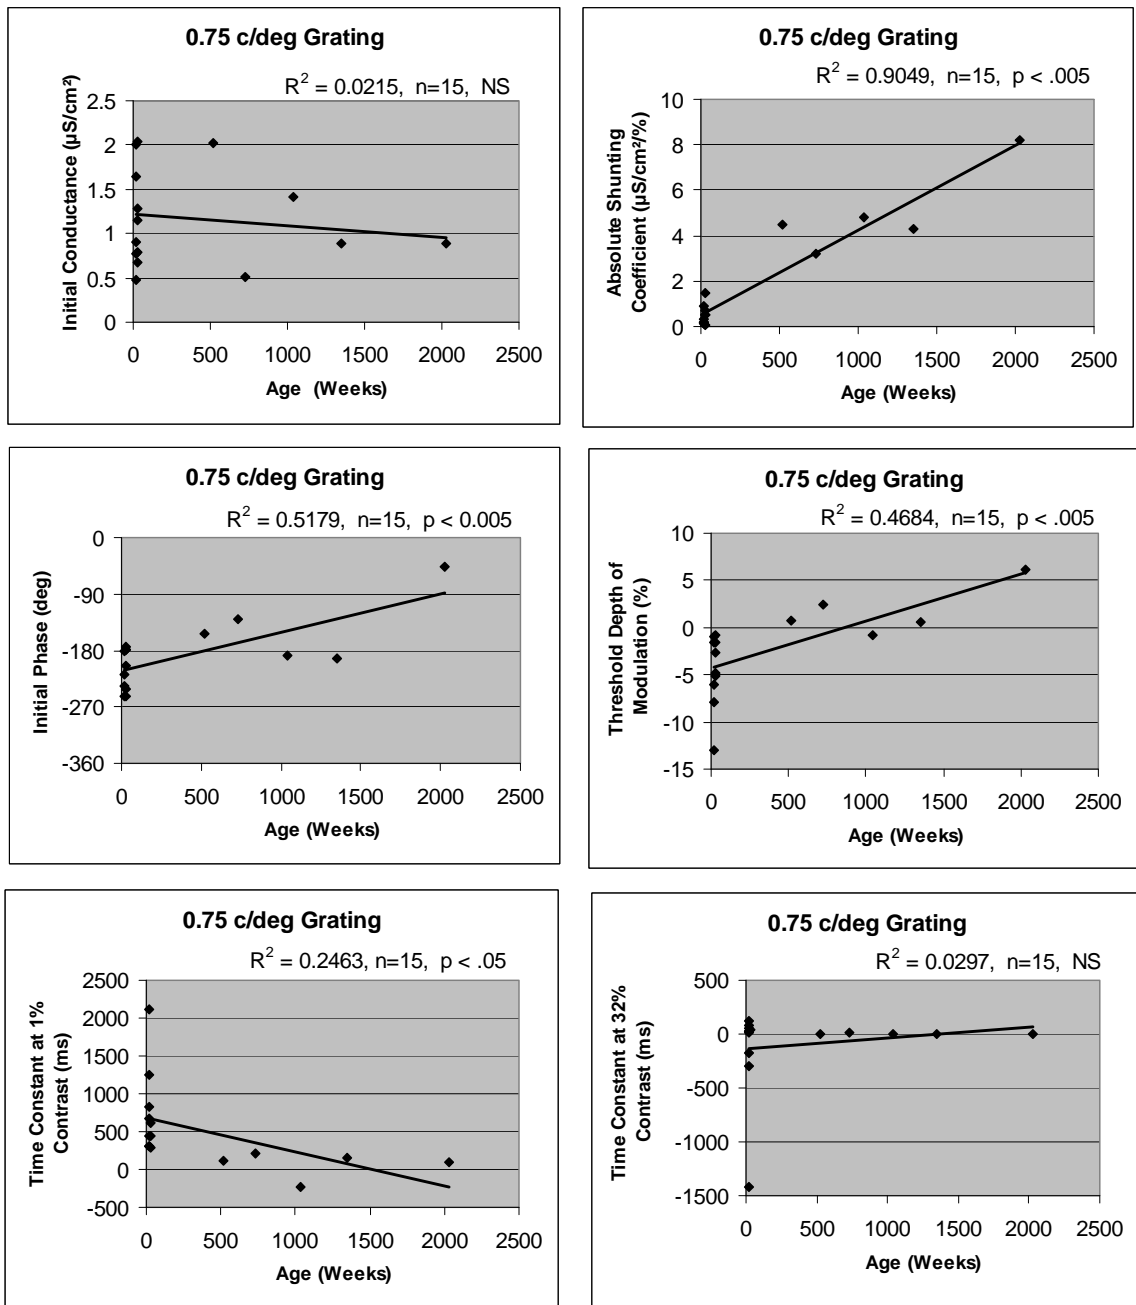 0.75 c/deg Grating
R² = 0.0215, n=15, NS
Initial Conductance (µS/cm²)
2.5
2
1.5
1
0.5
0
0 500 1000 1500 2000 2500
Age (Weeks)
0.75 c/deg Grating
R² = 0.9049, n=15, p < .005
Absolute Shunting
Coefficient (µS/cm²/%)
10
8
6
4
2
0
0 500 1000 1500 2000 2500
Age (Weeks)
0.75 c/deg Grating
R² = 0.5179, n=15, p < 0.005
Initial Phase (deg)
0
-90
-180
-270
-360
0 500 1000 1500 2000 2500
Age (Weeks)
0.75 c/deg Grating
R² = 0.4684, n=15, p < .005
Threshold Depth of
Modulation (%)
10
5
0
-5
-10
-15
0 500 1000 1500 2000 2500
Age (Weeks)
0.75 c/deg Grating
R² = 0.2463, n=15, p < .05
Time Constant at 1%
Contrast (ms)
2500
2000
1500
1000
500
0
-500
0 500 1000 1500 2000 2500
Age (Weeks)
0.75 c/deg Grating
R² = 0.0297, n=15, NS
Time Constant at 32%
Contrast (ms)
500
0
-500
-1000
-1500
0 500 1000 1500 2000 2500
Age (Weeks)